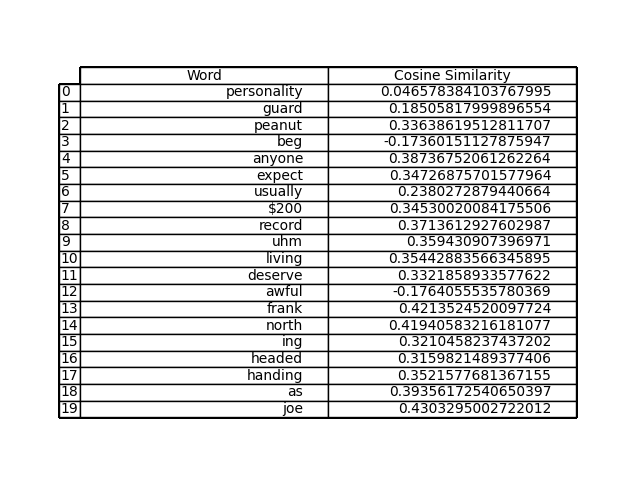 Word Cosine Similarity
0 personality 0.046578384103767995
1 guard 0.18505817999896554
2 peanut 0.33638619512811707
3 beg -0.17360151127875947
4 anyone 0.38736752061262264
5 expect 0.34726875701577964
6 usually 0.2380272879440664
7 $200 0.34530020084175506
8 record 0.3713612927602987
9 uhm 0.359430907396971
10 living 0.35442883566345895
11 deserve 0.3321858933577622
12 awful -0.1764055535780369
13 frank 0.4213524520097724
14 north 0.41940583216181077
15 ing 0.3210458237437202
16 headed 0.3159821489377406
17 handing 0.3521577681367155
18 as 0.39356172540650397
19 joe 0.4303295002722012